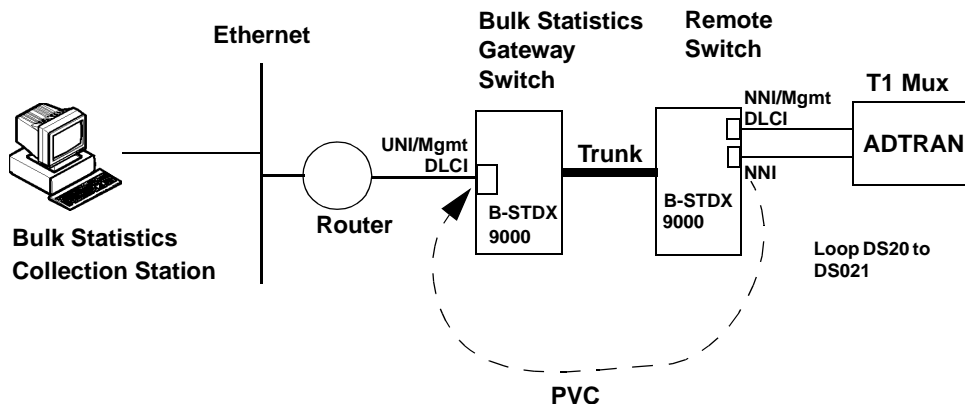 Ethernet
Bulk Statistics
Gateway
Switch
Remote
Switch
T1 Mux
NNI/Mgmt
DLCI
ADTRAN
UNI/Mgmt
DLCI
Trunk
NNI
Router
B-STDX
9000
B-STDX
9000
Bulk Statistics
Collection Station
Loop DS20 to
DS021
PVC